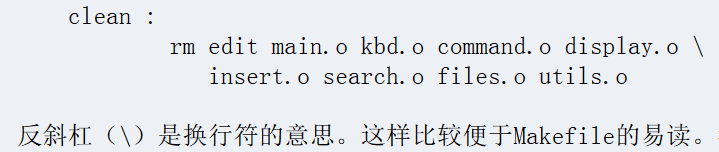 clean :
rm edit main.o kbd.o command.o display.o \
insert.o search.o files.o utils.o
反斜杠（\）是换行符的意思。这样比较便于Makefile的易读。